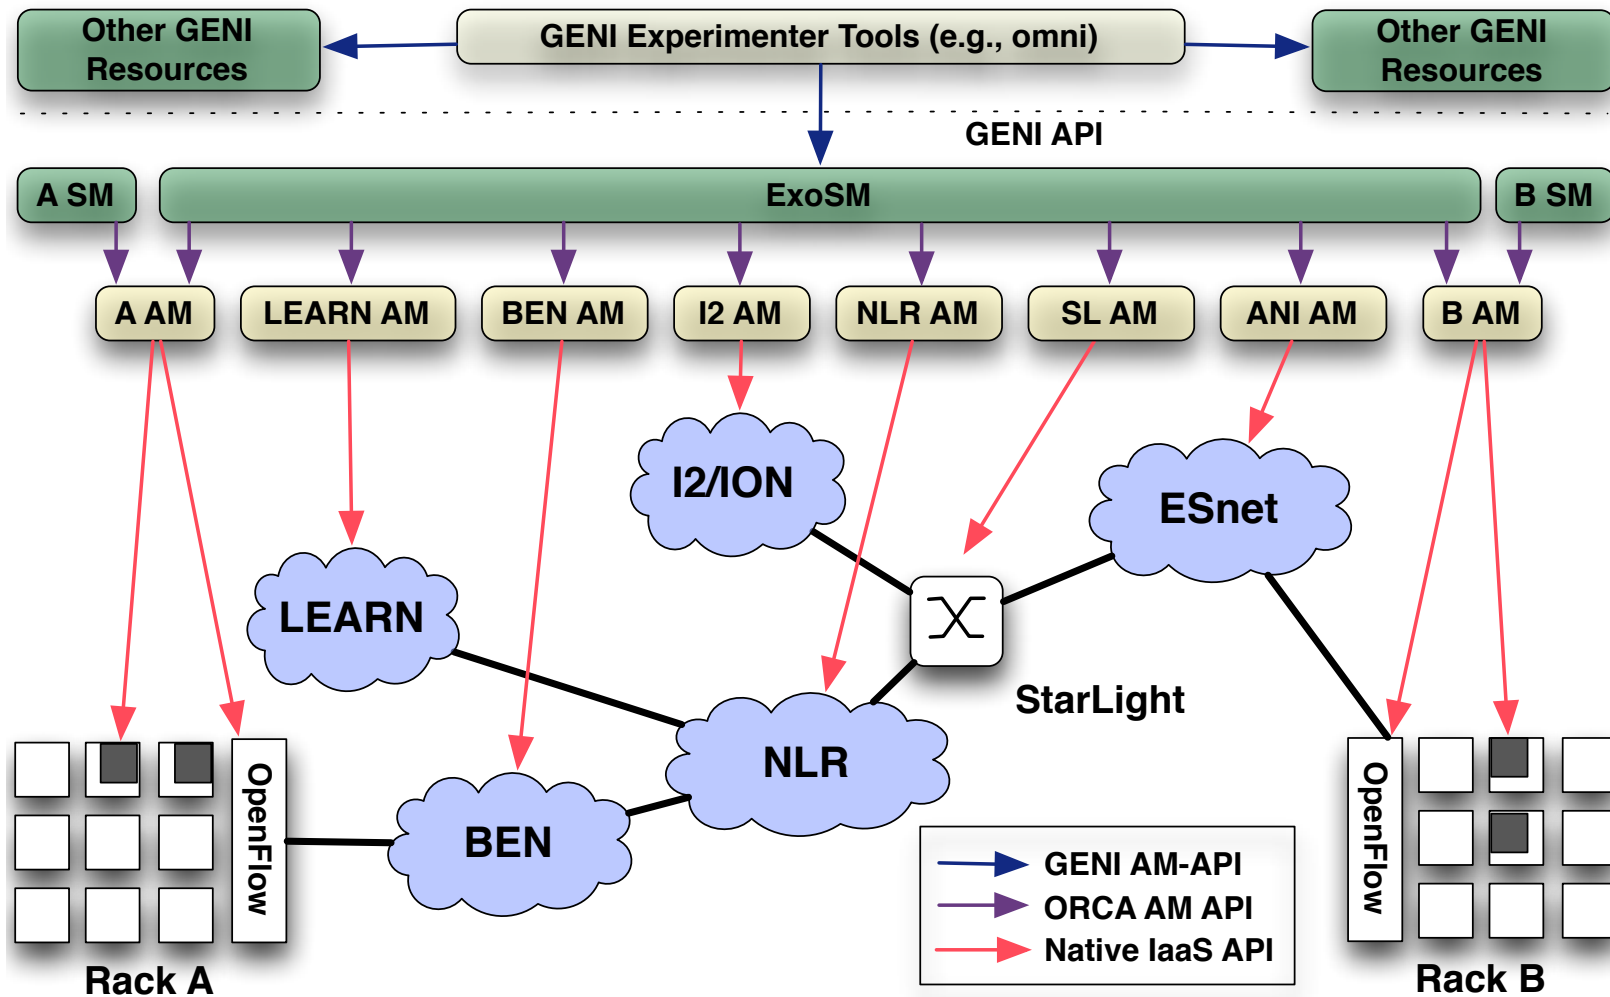 Other GENI
Resources
GENI Experimenter Tools (e.g., omni)
Other GENI
Resources
GENI API
A SM
ExoSM
B SM
A AM
LEARN AM
BEN AM
I2 AM
NLR AM
SL AM
ANI AM
B AM
I2/ION
ESnet
LEARN
StarLight
NLR
BEN
OpenFlow
OpenFlow
GENI AM-API
ORCA AM API
Native IaaS API
Rack A
Rack B